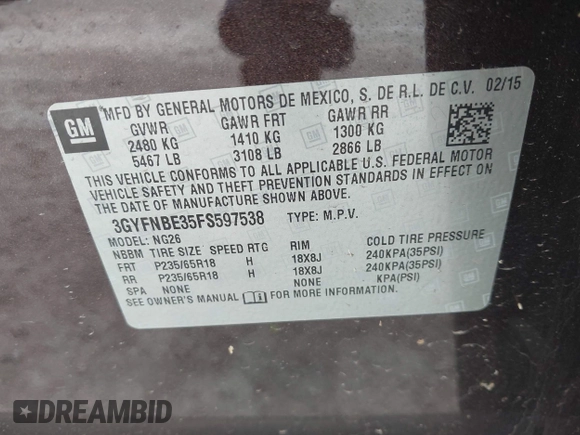 GM
MFD BY GENERAL MOTORS DE MEXICO, S. DE R.L. DE C.V. 02/15
GVWR GAWR FRT GAWR RR
2480 KG 1410 KG 1300 KG
5467 LB 3108 LB 2866 LB
THIS VEHICLE CONFORMS TO ALL APPLICABLE U.S. FEDERAL MOTOR
VEHICLE SAFETY AND THEFT PREVENTION STANDARDS IN EFFECT ON
THE DATE OF MANUFACTURE SHOWN ABOVE.
3GYFNBE35FS597538 TYPE: M.P.V.
MODEL: NG26
NBBM TIRE SIZE SPEED RTG RIM COLD TIRE PRESSURE
FRT P235/65R18 H 18X8J 240KPA(35PSI)
RR P235/65R18 H 18X8J 240KPA(35PSI)
SPA NONE NONE KPA(PSI)
SEE OWNER'S MANUAL FOR MORE INFORMATION.
DREAMBID